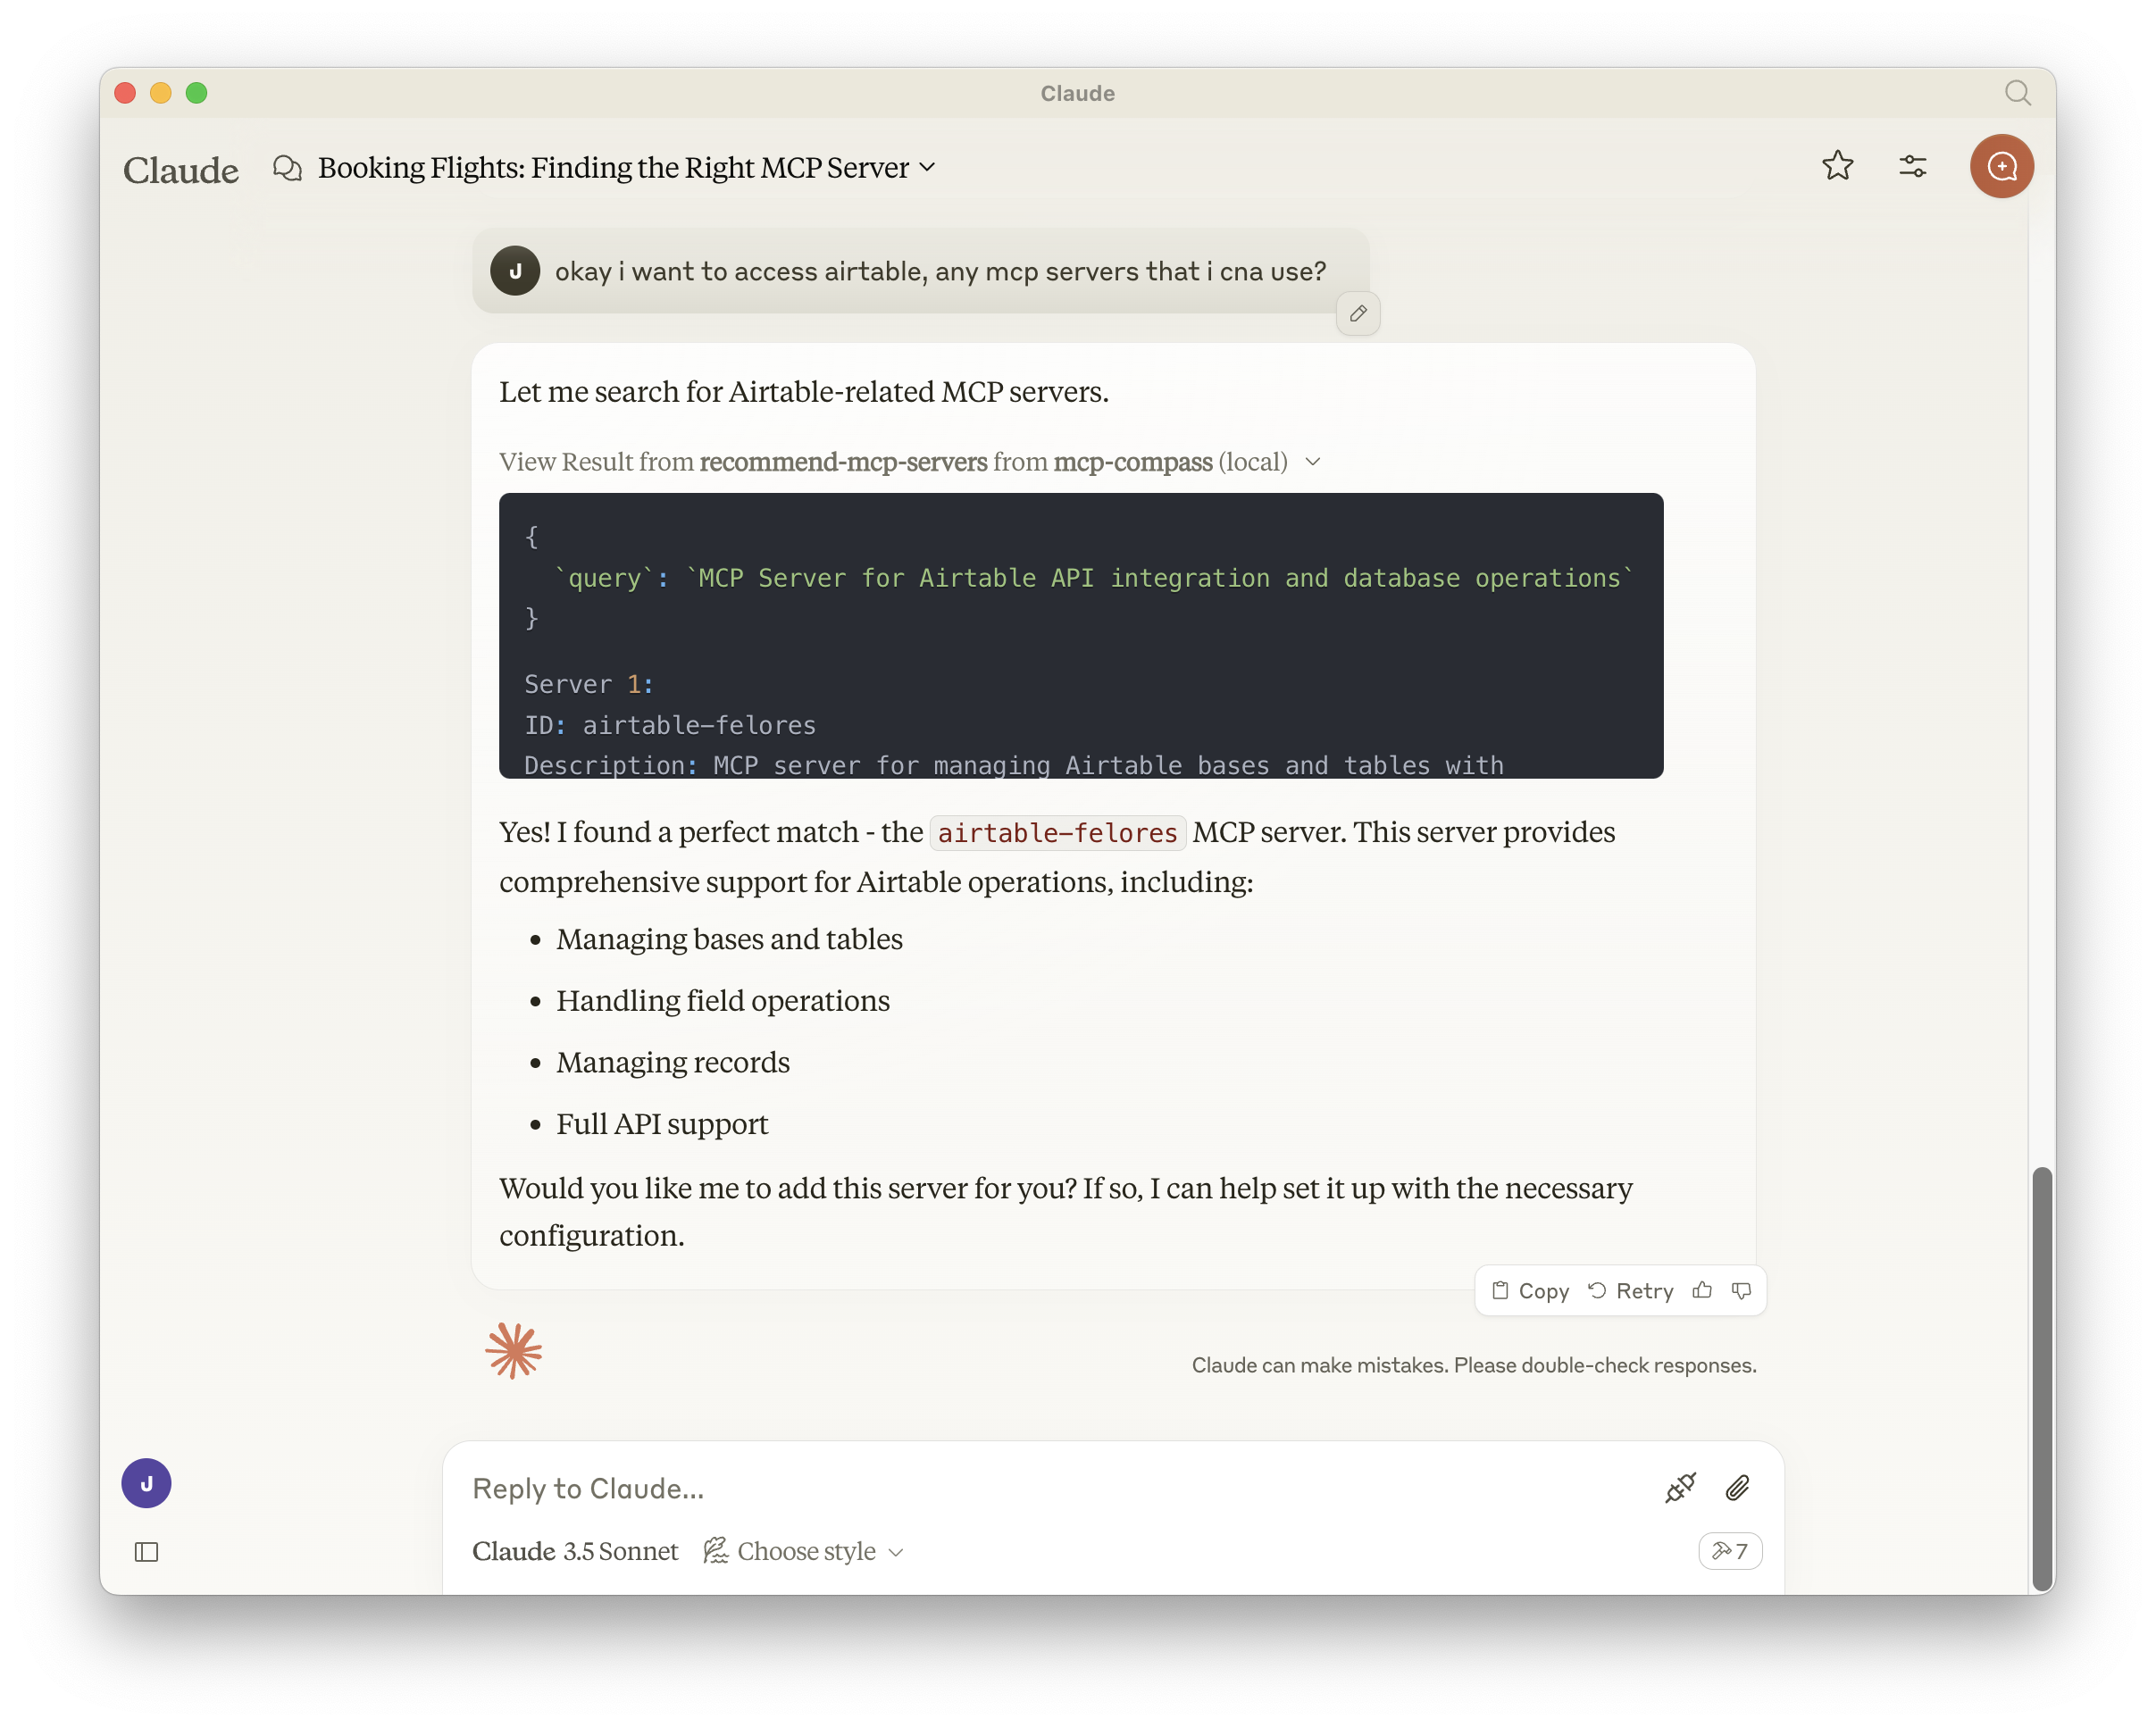 Claude
Claude
Booking Flights: Finding the Right MCP Server
J
okay i want to access airtable, any mcp servers that i cna use?
Let me search for Airtable-related MCP servers.
View Result from recommend-mcp-servers from mcp-compass (local)
{
`query`: `MCP Server for Airtable API integration and database operations`
}
Server 1:
ID: airtable-felores
Description: MCP server for managing Airtable bases and tables with
Yes! I found a perfect match - the airtable-felores MCP server. This server provides
comprehensive support for Airtable operations, including:
• Managing bases and tables
• Handling field operations
• Managing records
• Full API support
Would you like me to add this server for you? If so, I can help set it up with the necessary
configuration.
Copy Retry
Claude can make mistakes. Please double-check responses.
J
Reply to Claude...
Claude 3.5 Sonnet Choose style 7